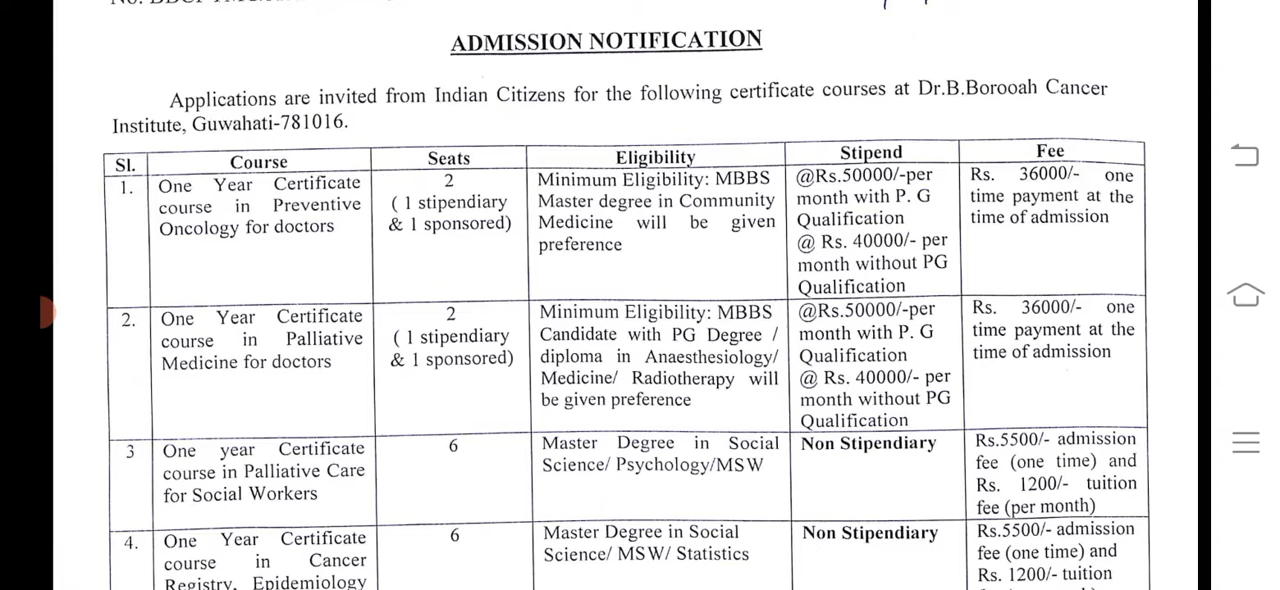 ADMISSION NOTIFICATION
Applications are invited from Indian Citizens for the following certificate courses at Dr.B.Borooah Cancer
Institute, Guwahati-781016.
Sl. Course Seats Eligibility Stipend Fee
1. One Year Certificate
course in Preventive
Oncology for doctors
2
( 1 stipendiary
& 1 sponsored)
Minimum Eligibility: MBBS
Master degree in Community
Medicine will be given
preference
@Rs.50000/-per
month with P. G
Qualification
@ Rs. 40000/- per
month without PG
Qualification
Rs. 36000/- one
time payment at the
time of admission
2. One Year Certificate
course in Palliative
Medicine for doctors
2
( 1 stipendiary
& 1 sponsored)
Minimum Eligibility: MBBS
Candidate with PG Degree /
diploma in Anaesthesiology/
Medicine/ Radiotherapy will
be given preference
@Rs.50000/-per
month with P. G
Qualification
@ Rs. 40000/- per
month without PG
Qualification
Rs. 36000/- one
time payment at the
time of admission
3 One year Certificate
course in Palliative Care
for Social Workers
6
Master Degree in Social
Science/ Psychology/MSW
Non Stipendiary
Rs.5500/- admission
fee (one time) and
Rs. 1200/- tuition
fee (per month)
4. One Year Certificate
course in Cancer
Registry, Epidemiology
6
Master Degree in Social
Science/ MSW/ Statistics
Non Stipendiary
Rs.5500/- admission
fee (one time) and
Rs. 1200/- tuition